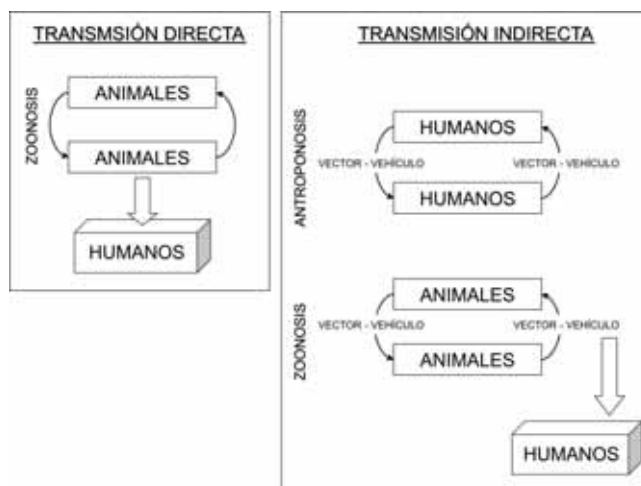 TRANSMSIÓN DIRECTA
ZOONOSIS
ANIMALES
ANIMALES
HUMANOS
TRANSMISIÓN INDIRECTA
ANTROPONOSIS
HUMANOS
VECTOR - VEHÍCULO VECTOR - VEHÍCULO
HUMANOS
ZOONOSIS
ANIMALES
VECTOR - VEHÍCULO VECTOR - VEHÍCULO
ANIMALES
HUMANOS